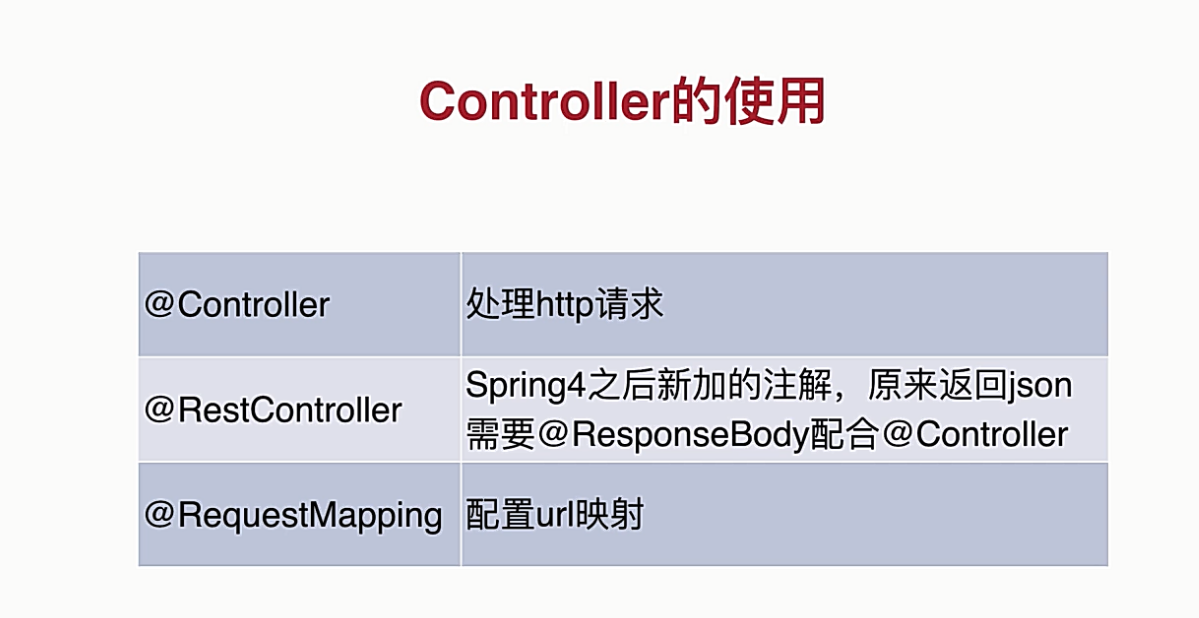 Controller的使用
@Controller
处理http请求
@RestController
Spring4之后新加的注解，原来返回json
需要@ResponseBody配合@Controller
@RequestMapping
配置url映射